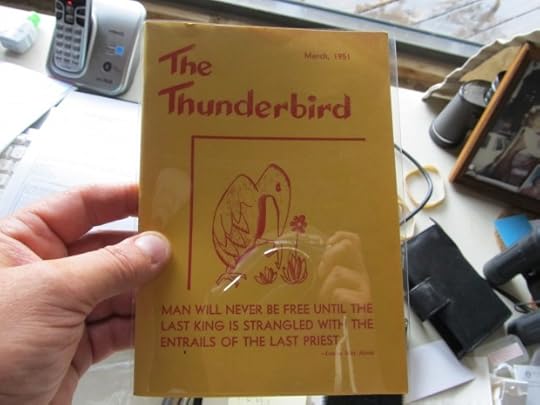 The
March, 1951
Thunderbird
MAN WILL NEVER BE FREE UNTIL THE
LAST KING IS STRANGLED WITH THE
ENTRAILS OF THE LAST PRIEST